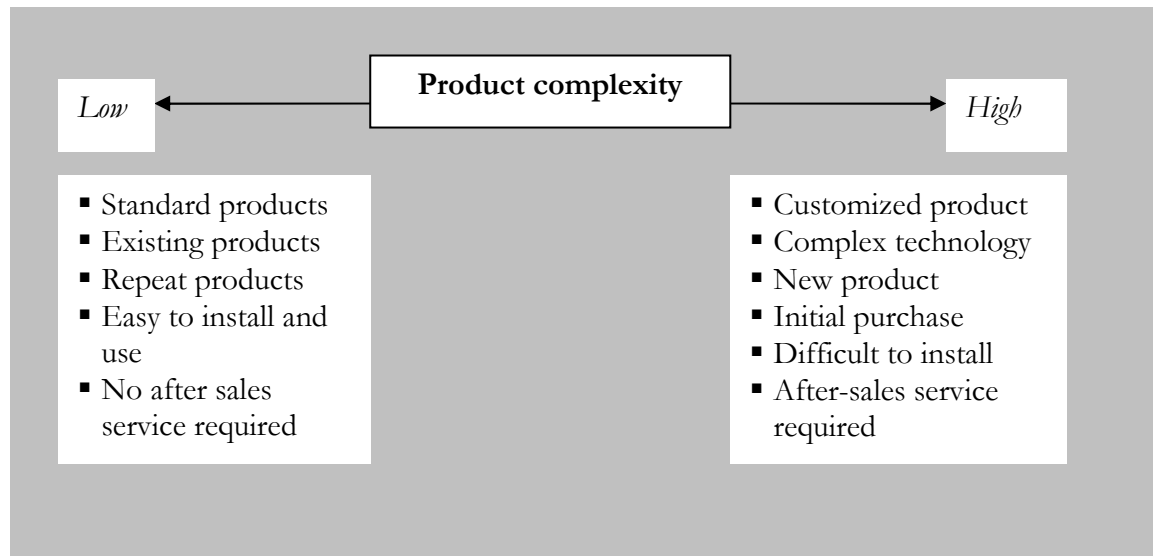 Product complexity
Low
High
▪ Standard products
▪ Existing products
▪ Repeat products
▪ Easy to install and
use
▪ No after sales
service required
▪ Customized product
▪ Complex technology
▪ New product
▪ Initial purchase
▪ Difficult to install
▪ After-sales service
required